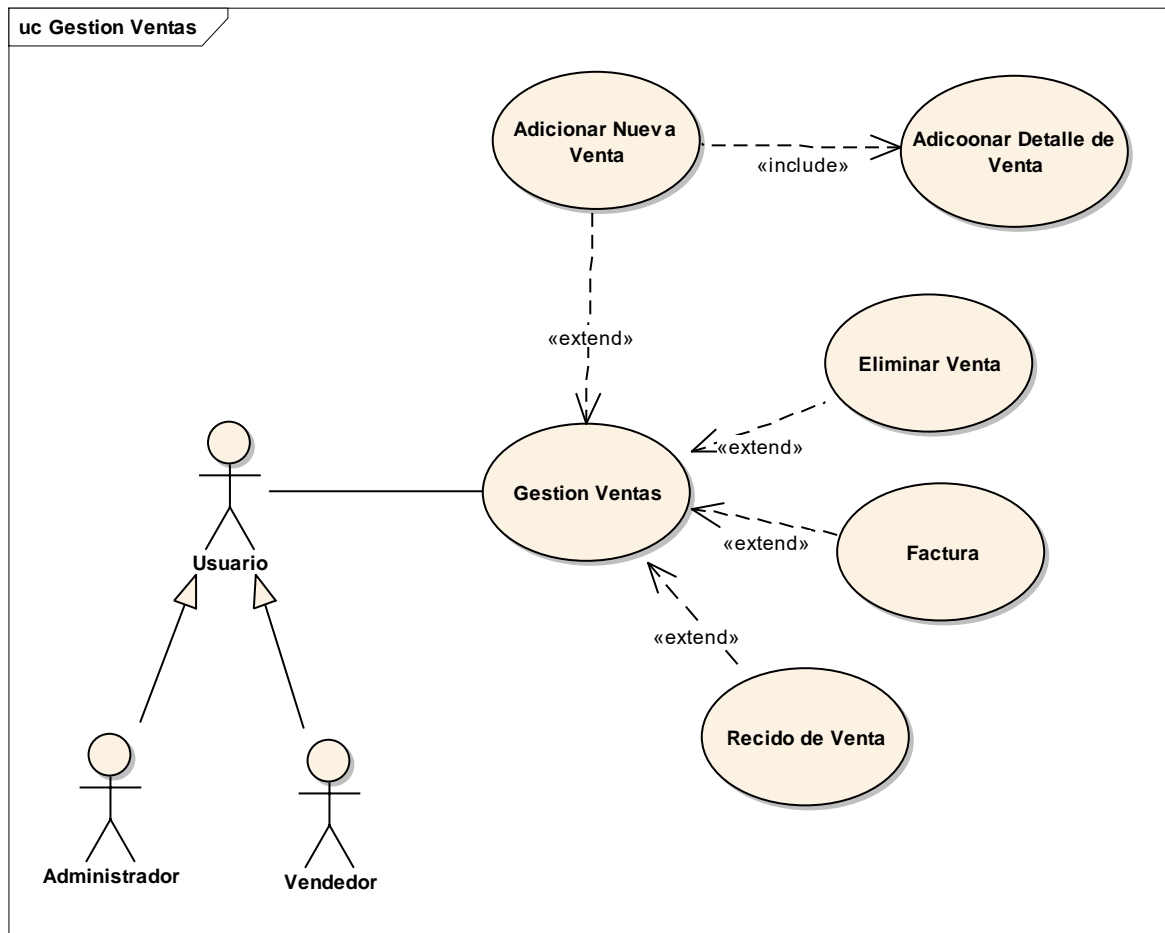 uc Gestion Ventas
Adicionar Nueva
Venta
«include»
Adicoonar Detalle de
Venta
«extend»
Eliminar Venta
«extend»
Gestion Ventas
«extend»
Factura
Usuario
«extend»
Recido de Venta
Administrador
Vendedor